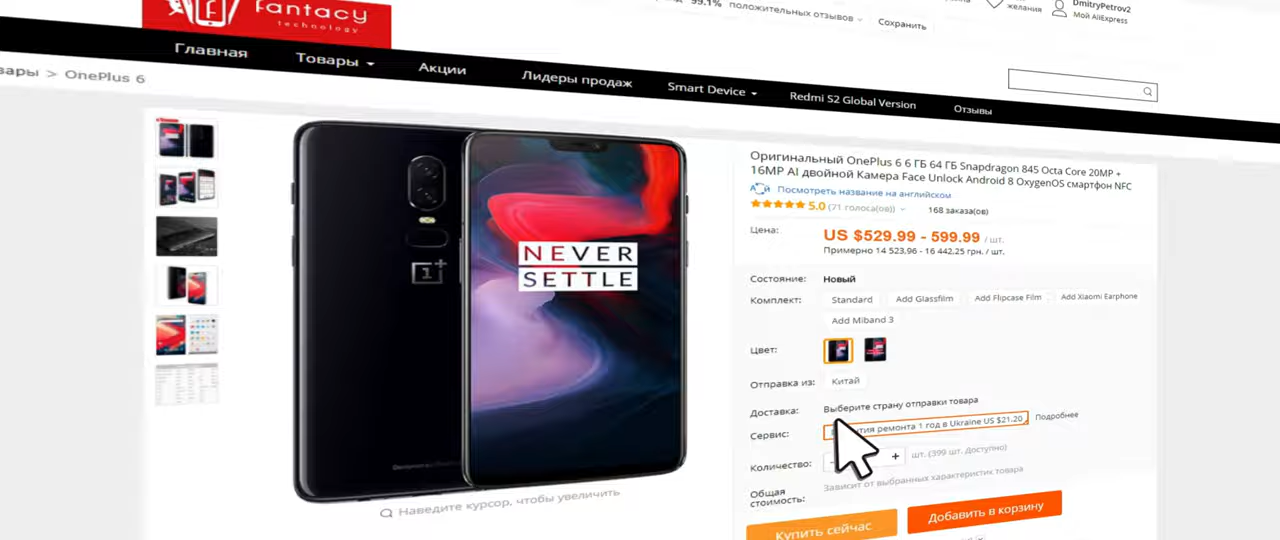 fantacy
technology
99.1% положительных отзывов
Сохранить
желания
DmitryPetrov2
Мой AliExpress
Главная
Товары
Акции
Лидеры продаж
Smart Device
Redmi S2 Global Version
Отзывы
> OnePlus 6
NEVER
SETTLE
Оригинальный OnePlus 6 6 ГБ 64 ГБ Snapdragon 845 Octa Core 20MP +
16MP AI двойной Камера Face Unlock Android 8 OxygenOS смартфон NFC
Посмотреть название на английском
5.0 (71 голоса(ов))
168 заказа(ов)
Цена:
US $529.99 - 599.99 / шт.
Примерно 14 523,96 - 16 442,25 грн. / шт.
Состояние:
Новый
Комплект:
Standard
Add Glassfilm
Add Flipcase Film
Add Xiaomi Earphone
Add Miband 3
Цвет:
Отправка из:
Китай
Доставка:
Выберите страну отправки товара
Сервис:
ремонта 1 год в Ukraine US $21.20
Подробнее
Количество:
+
шт. (399 шт. Доступно)
Общая
стоимость:
Зависит от выбранных характеристик товара
Купить сейчас
Добавить в корзину
Наведите курсор, чтобы увеличить